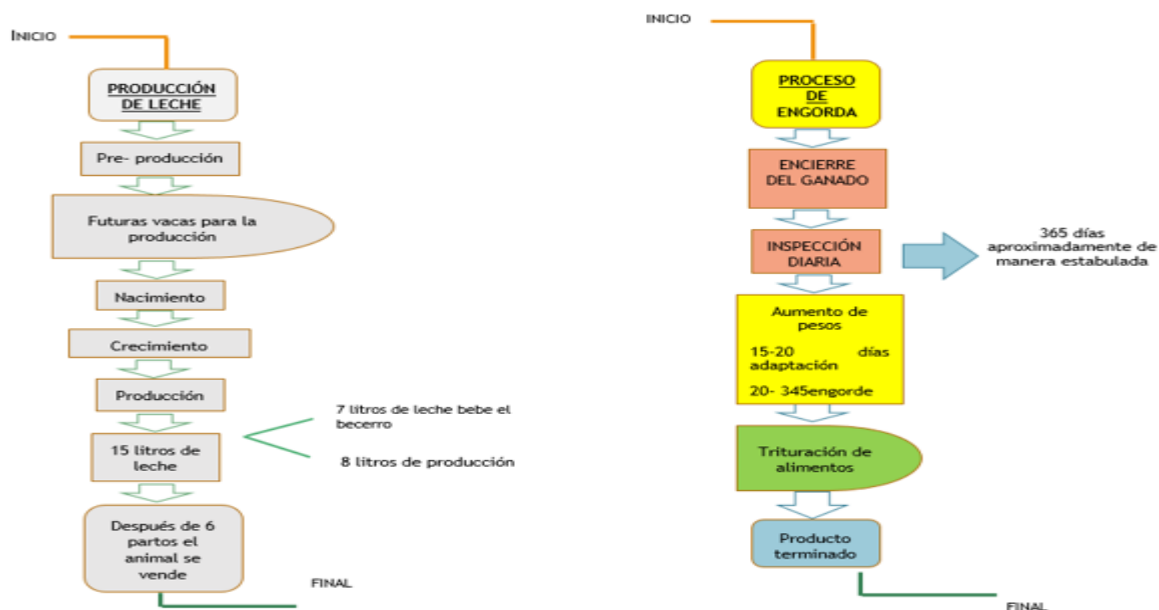 INICIO
PRODUCCIÓN
DE LECHE
Pre- producción
Futuras vacas para la
producción
Nacimiento
Crecimiento
Producción
15 litros de
leche
7 litros de leche bebe el
becerro
8 litros de producción
Después de 6
partos el
animal se
vende
FINAL
INICIO
PROCESO
DE
ENGORDA
ENCIERRE
DEL GANADO
INSPECCIÓN
DIARIA
365 días
aproximadamente de
manera estabulada
Aumento de
pesos
15-20 días
adaptación
20- 345engorde
Trituración de
alimentos
Producto
terminado
FINAL